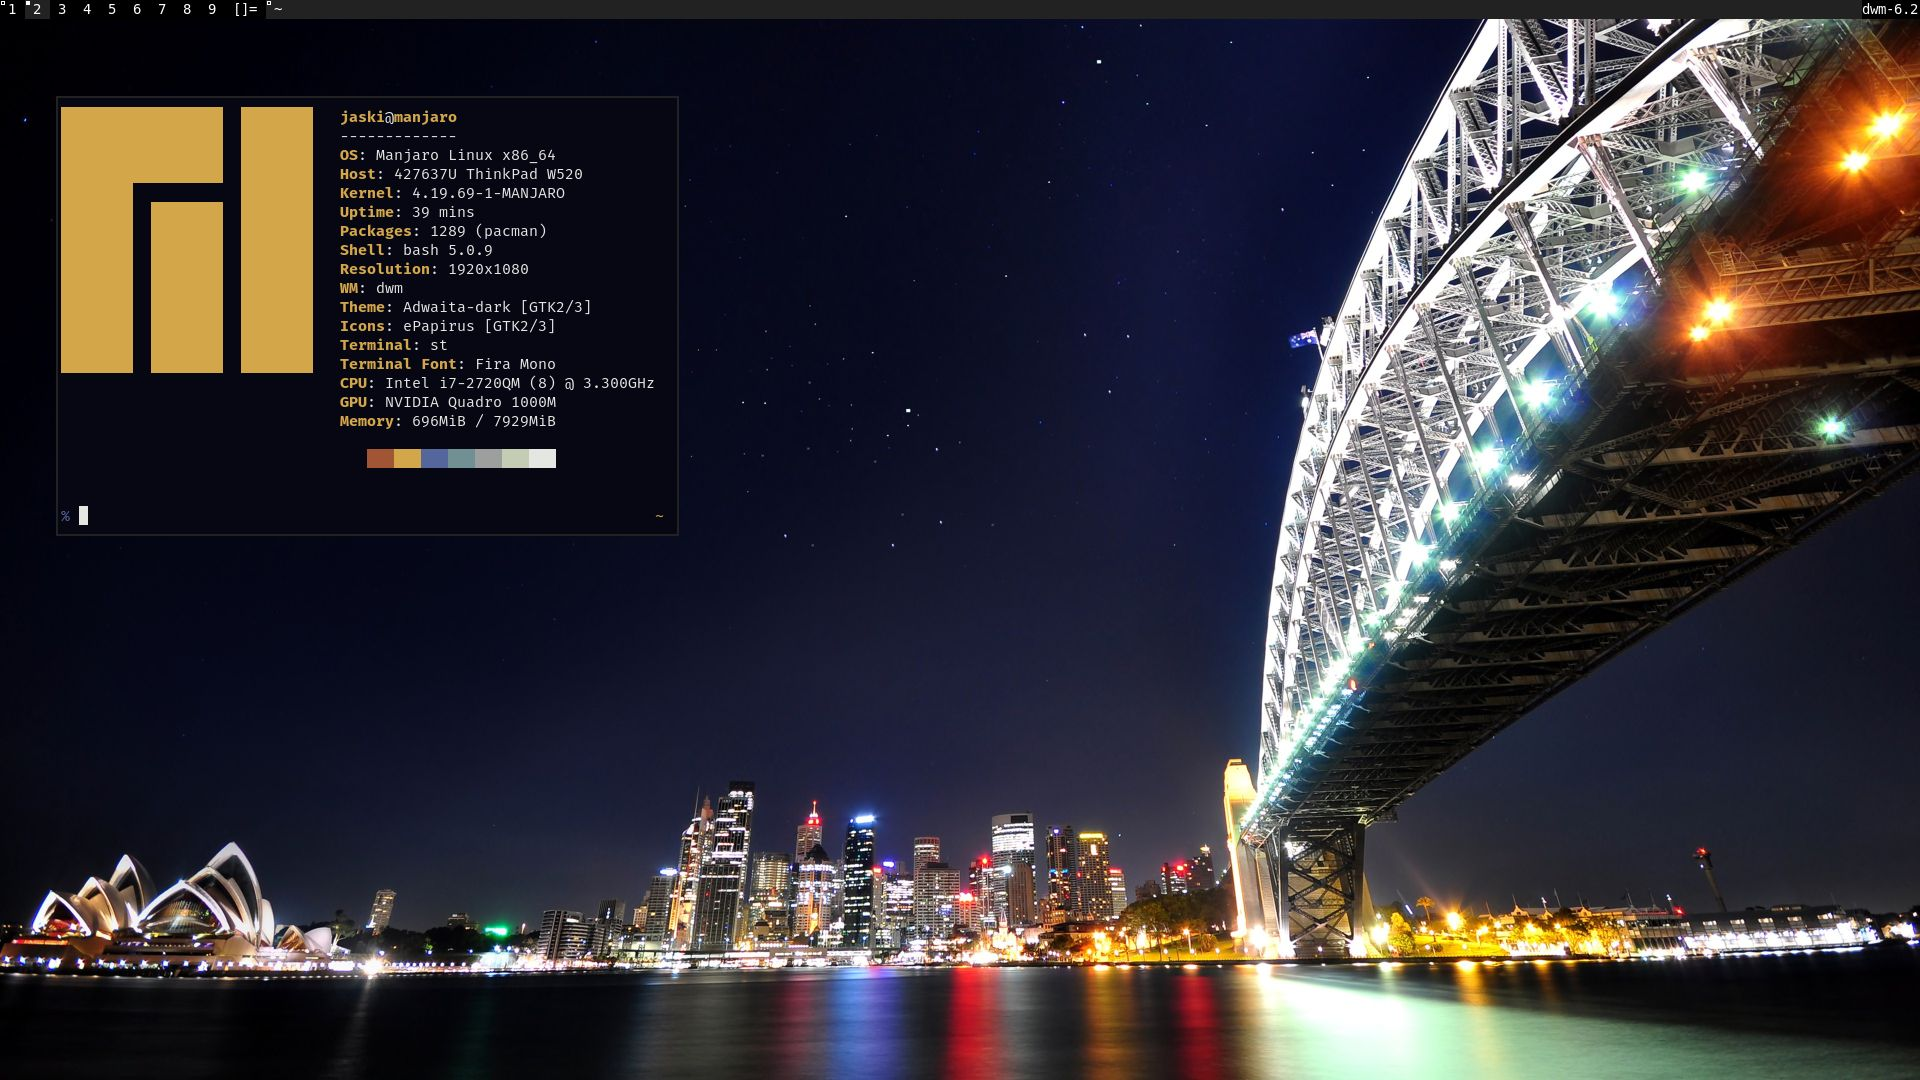 1 2 3 4 5 6 7 8 9 []= ~ dwm-6.2
jaski@manjaro
-------------
OS: Manjaro Linux x86_64
Host: 427637U ThinkPad W520
Kernel: 4.19.69-1-MANJARO
Uptime: 39 mins
Packages: 1289 (pacman)
Shell: bash 5.0.9
Resolution: 1920x1080
WM: dwm
Theme: Adwaita-dark [GTK2/3]
Icons: ePapirus [GTK2/3]
Terminal: st
Terminal Font: Fira Mono
CPU: Intel i7-2720QM (8) @ 3.300GHz
GPU: NVIDIA Quadro 1000M
Memory: 696MiB / 7929MiB
% ~